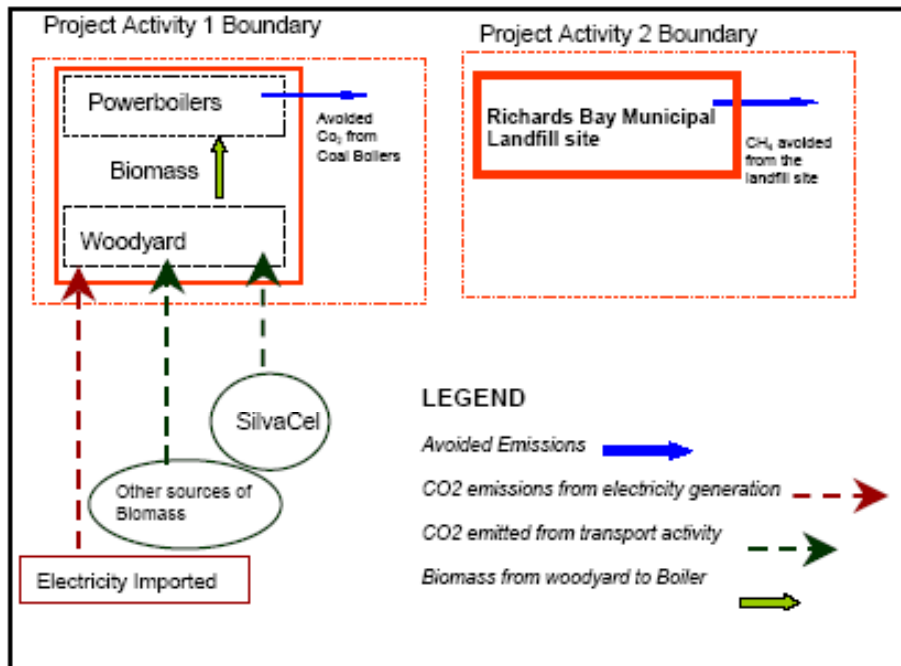 Project Activity 1 Boundary
Powerboilers
Avoided
Co₂ from
Coal Boilers
Biomass
Woodyard
SilvaCel
Other sources of
Biomass
Electricity Imported
Project Activity 2 Boundary
Richards Bay Municipal
Landfill site
CH₄ avoided
from the
landfill site
LEGEND
Avoided Emissions
CO2 emissions from electricity generation
CO2 emitted from transport activity
Biomass from woodyard to Boiler